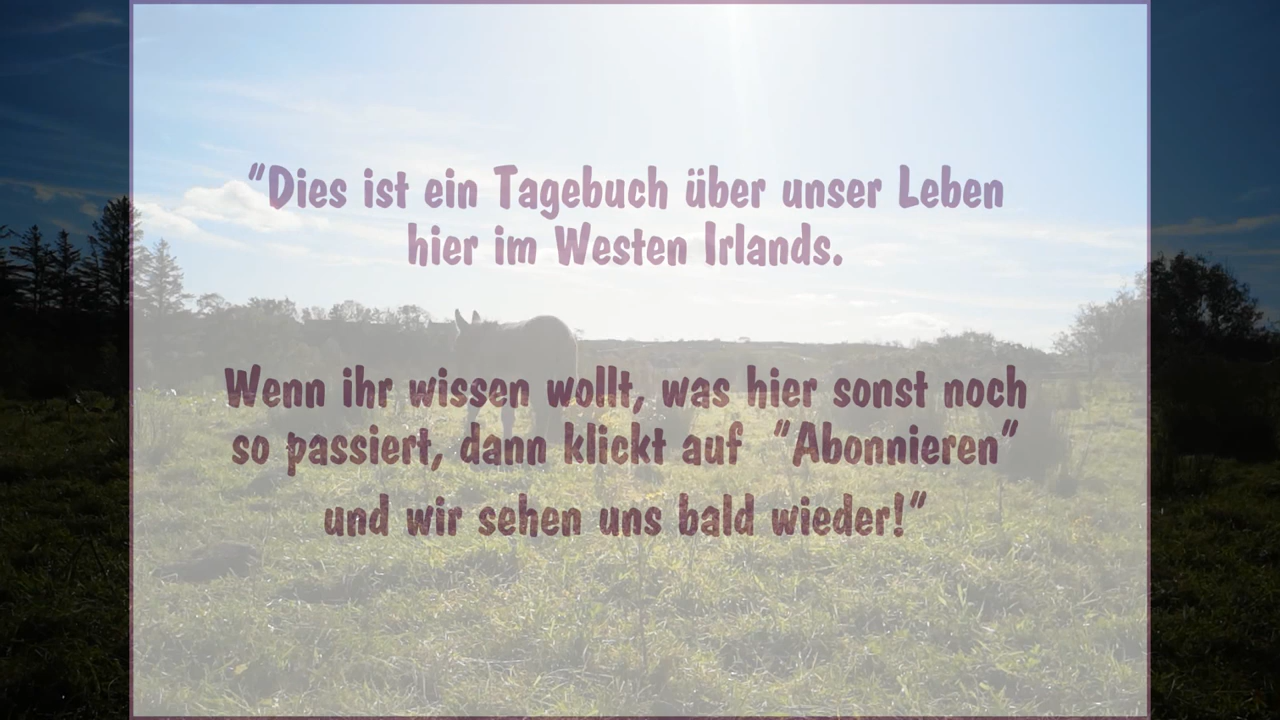 “Dies ist ein Tagebuch über unser Leben
hier im Westen Irlands.
Wenn ihr wissen wollt, was hier sonst noch
so passiert, dann klickt auf “Abonnieren“
und wir sehen uns bald wieder!“